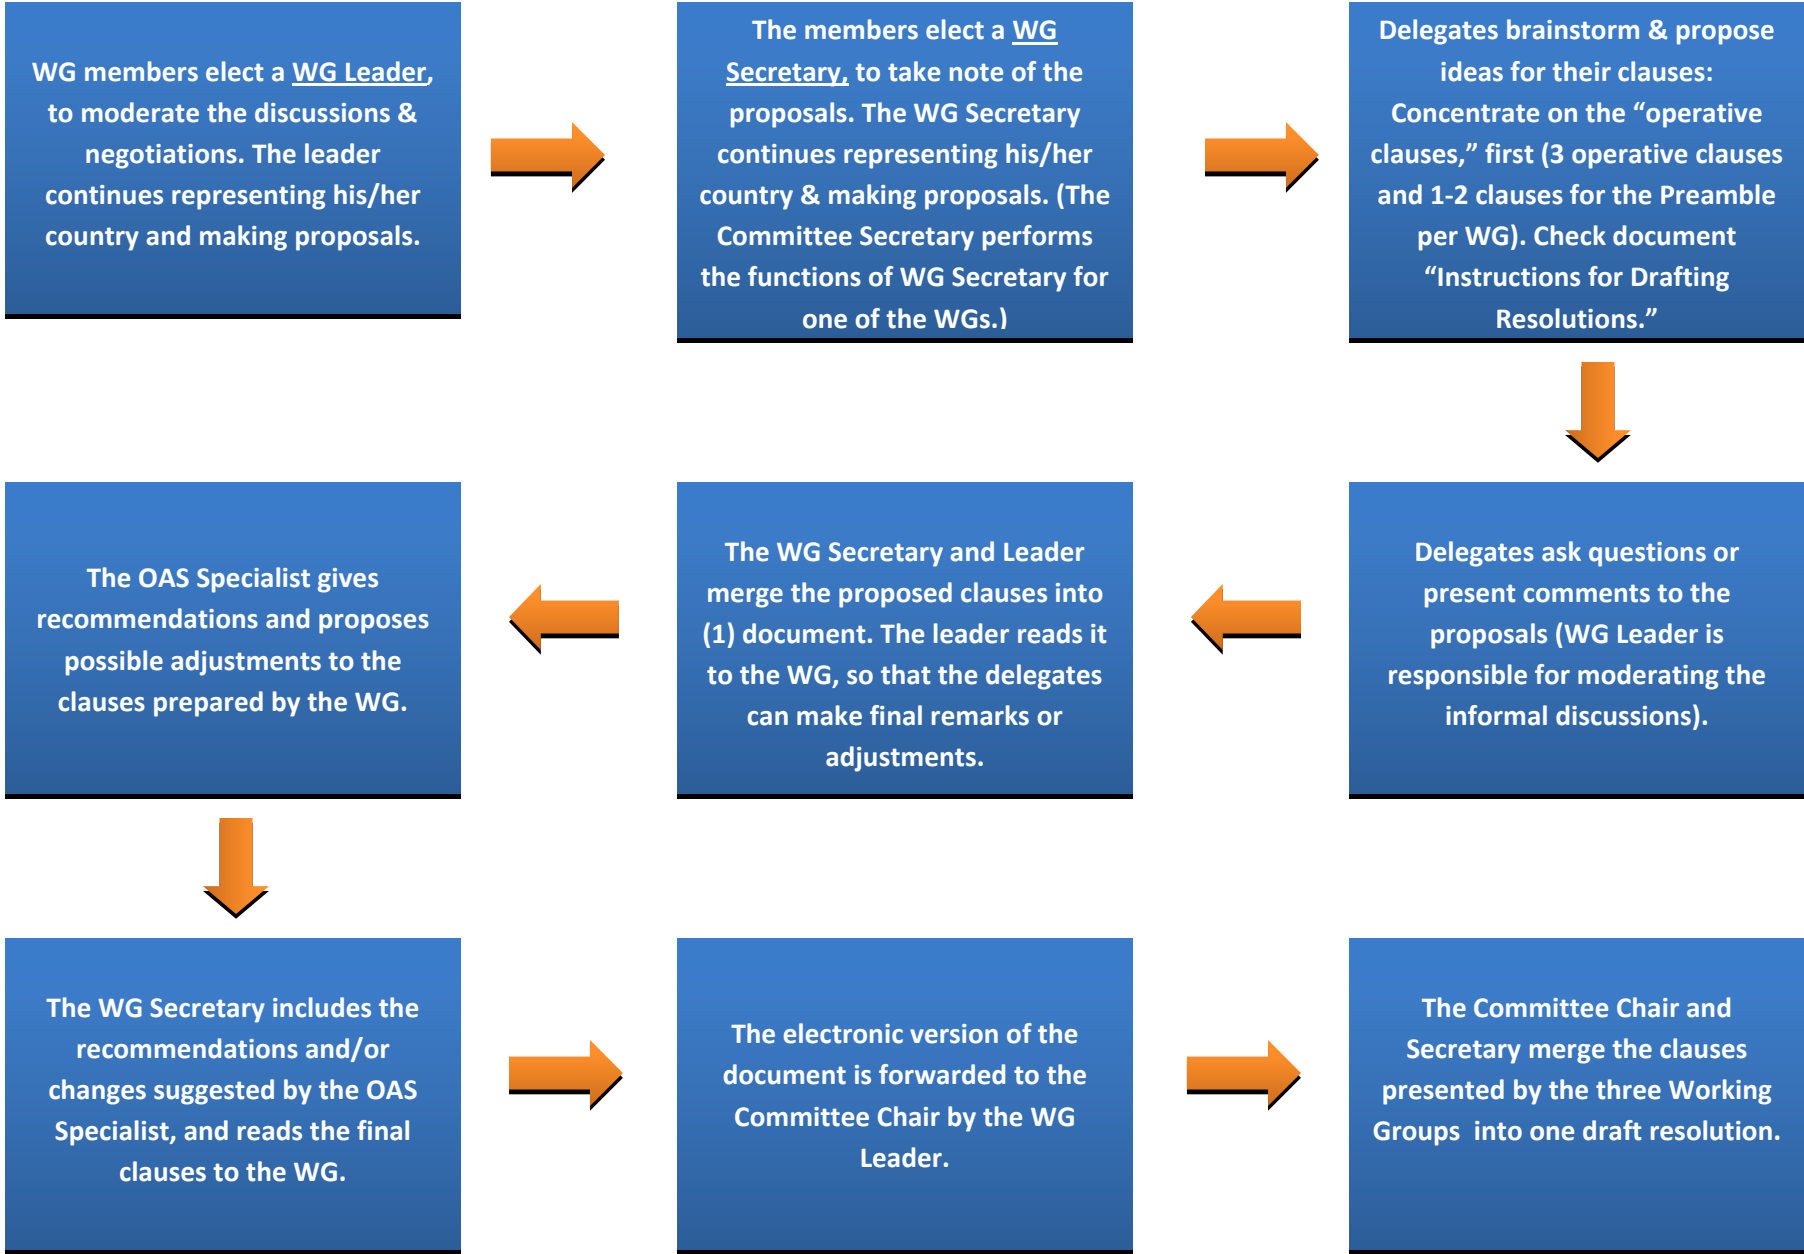 WG members elect a WG Leader,
to moderate the discussions &
negotiations. The leader
continues representing his/her
country and making proposals.
The members elect a WG
Secretary, to take note of the
proposals. The WG Secretary
continues representing his/her
country & making proposals. (The
Committee Secretary performs
the functions of WG Secretary for
one of the WGs.)
Delegates brainstorm & propose
ideas for their clauses:
Concentrate on the “operative
clauses,” first (3 operative clauses
and 1-2 clauses for the Preamble
per WG). Check document
“Instructions for Drafting
Resolutions.”
Delegates ask questions or
present comments to the
proposals (WG Leader is
responsible for moderating the
informal discussions).
The WG Secretary and Leader
merge the proposed clauses into
(1) document. The leader reads it
to the WG, so that the delegates
can make final remarks or
adjustments.
The OAS Specialist gives
recommendations and proposes
possible adjustments to the
clauses prepared by the WG.
The WG Secretary includes the
recommendations and/or
changes suggested by the OAS
Specialist, and reads the final
clauses to the WG.
The electronic version of the
document is forwarded to the
Committee Chair by the WG
Leader.
The Committee Chair and
Secretary merge the clauses
presented by the three Working
Groups  into one draft resolution.